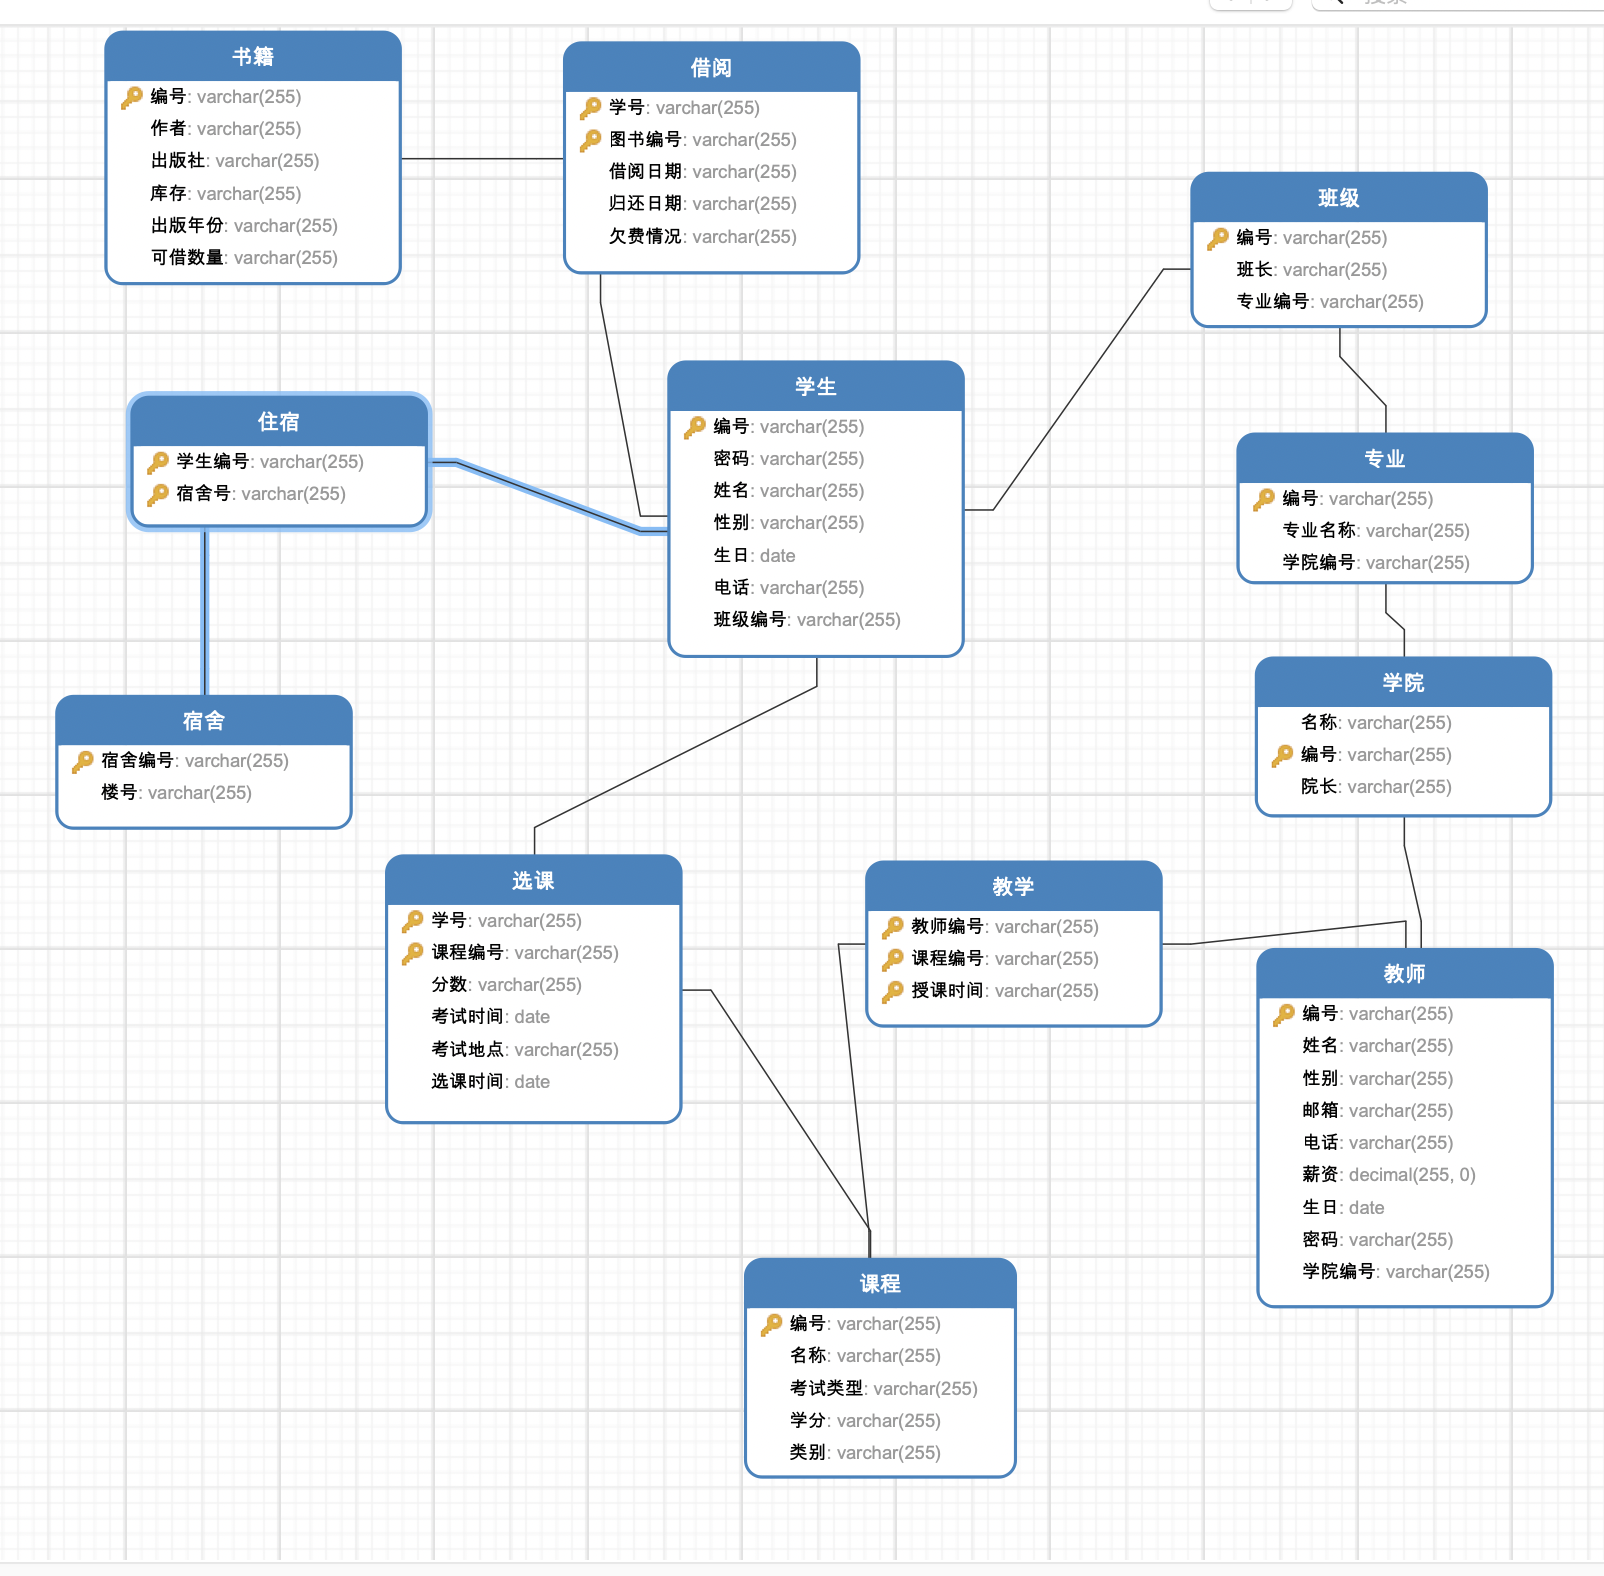 搜索
书籍
编号: varchar(255)
作者: varchar(255)
出版社: varchar(255)
库存: varchar(255)
出版年份: varchar(255)
可借数量: varchar(255)
借阅
学号: varchar(255)
图书编号: varchar(255)
借阅日期: varchar(255)
归还日期: varchar(255)
欠费情况: varchar(255)
班级
编号: varchar(255)
班长: varchar(255)
专业编号: varchar(255)
住宿
学生编号: varchar(255)
宿舍号: varchar(255)
学生
编号: varchar(255)
密码: varchar(255)
姓名: varchar(255)
性别: varchar(255)
生日: date
电话: varchar(255)
班级编号: varchar(255)
专业
编号: varchar(255)
专业名称: varchar(255)
学院编号: varchar(255)
宿舍
宿舍编号: varchar(255)
楼号: varchar(255)
学院
名称: varchar(255)
编号: varchar(255)
院长: varchar(255)
选课
学号: varchar(255)
课程编号: varchar(255)
分数: varchar(255)
考试时间: date
考试地点: varchar(255)
选课时间: date
教学
教师编号: varchar(255)
课程编号: varchar(255)
授课时间: varchar(255)
教师
编号: varchar(255)
姓名: varchar(255)
性别: varchar(255)
邮箱: varchar(255)
电话: varchar(255)
薪资: decimal(255, 0)
生日: date
密码: varchar(255)
学院编号: varchar(255)
课程
编号: varchar(255)
名称: varchar(255)
考试类型: varchar(255)
学分: varchar(255)
类别: varchar(255)